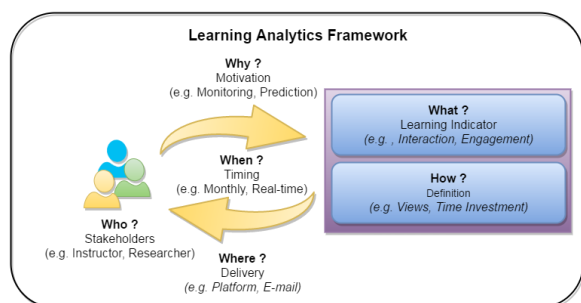 Learning Analytics Framework
Why ?
Motivation
(e.g. Monitoring, Prediction)
What ?
Learning Indicator
(e.g. , Interaction, Engagement)
When ?
Timing
(e.g. Monthly, Real-time)
How ?
Definition
(e.g. Views, Time Investment)
Who ?
Stakeholders
(e.g. Instructor, Researcher)
Where ?
Delivery
(e.g. Platform, E-mail)